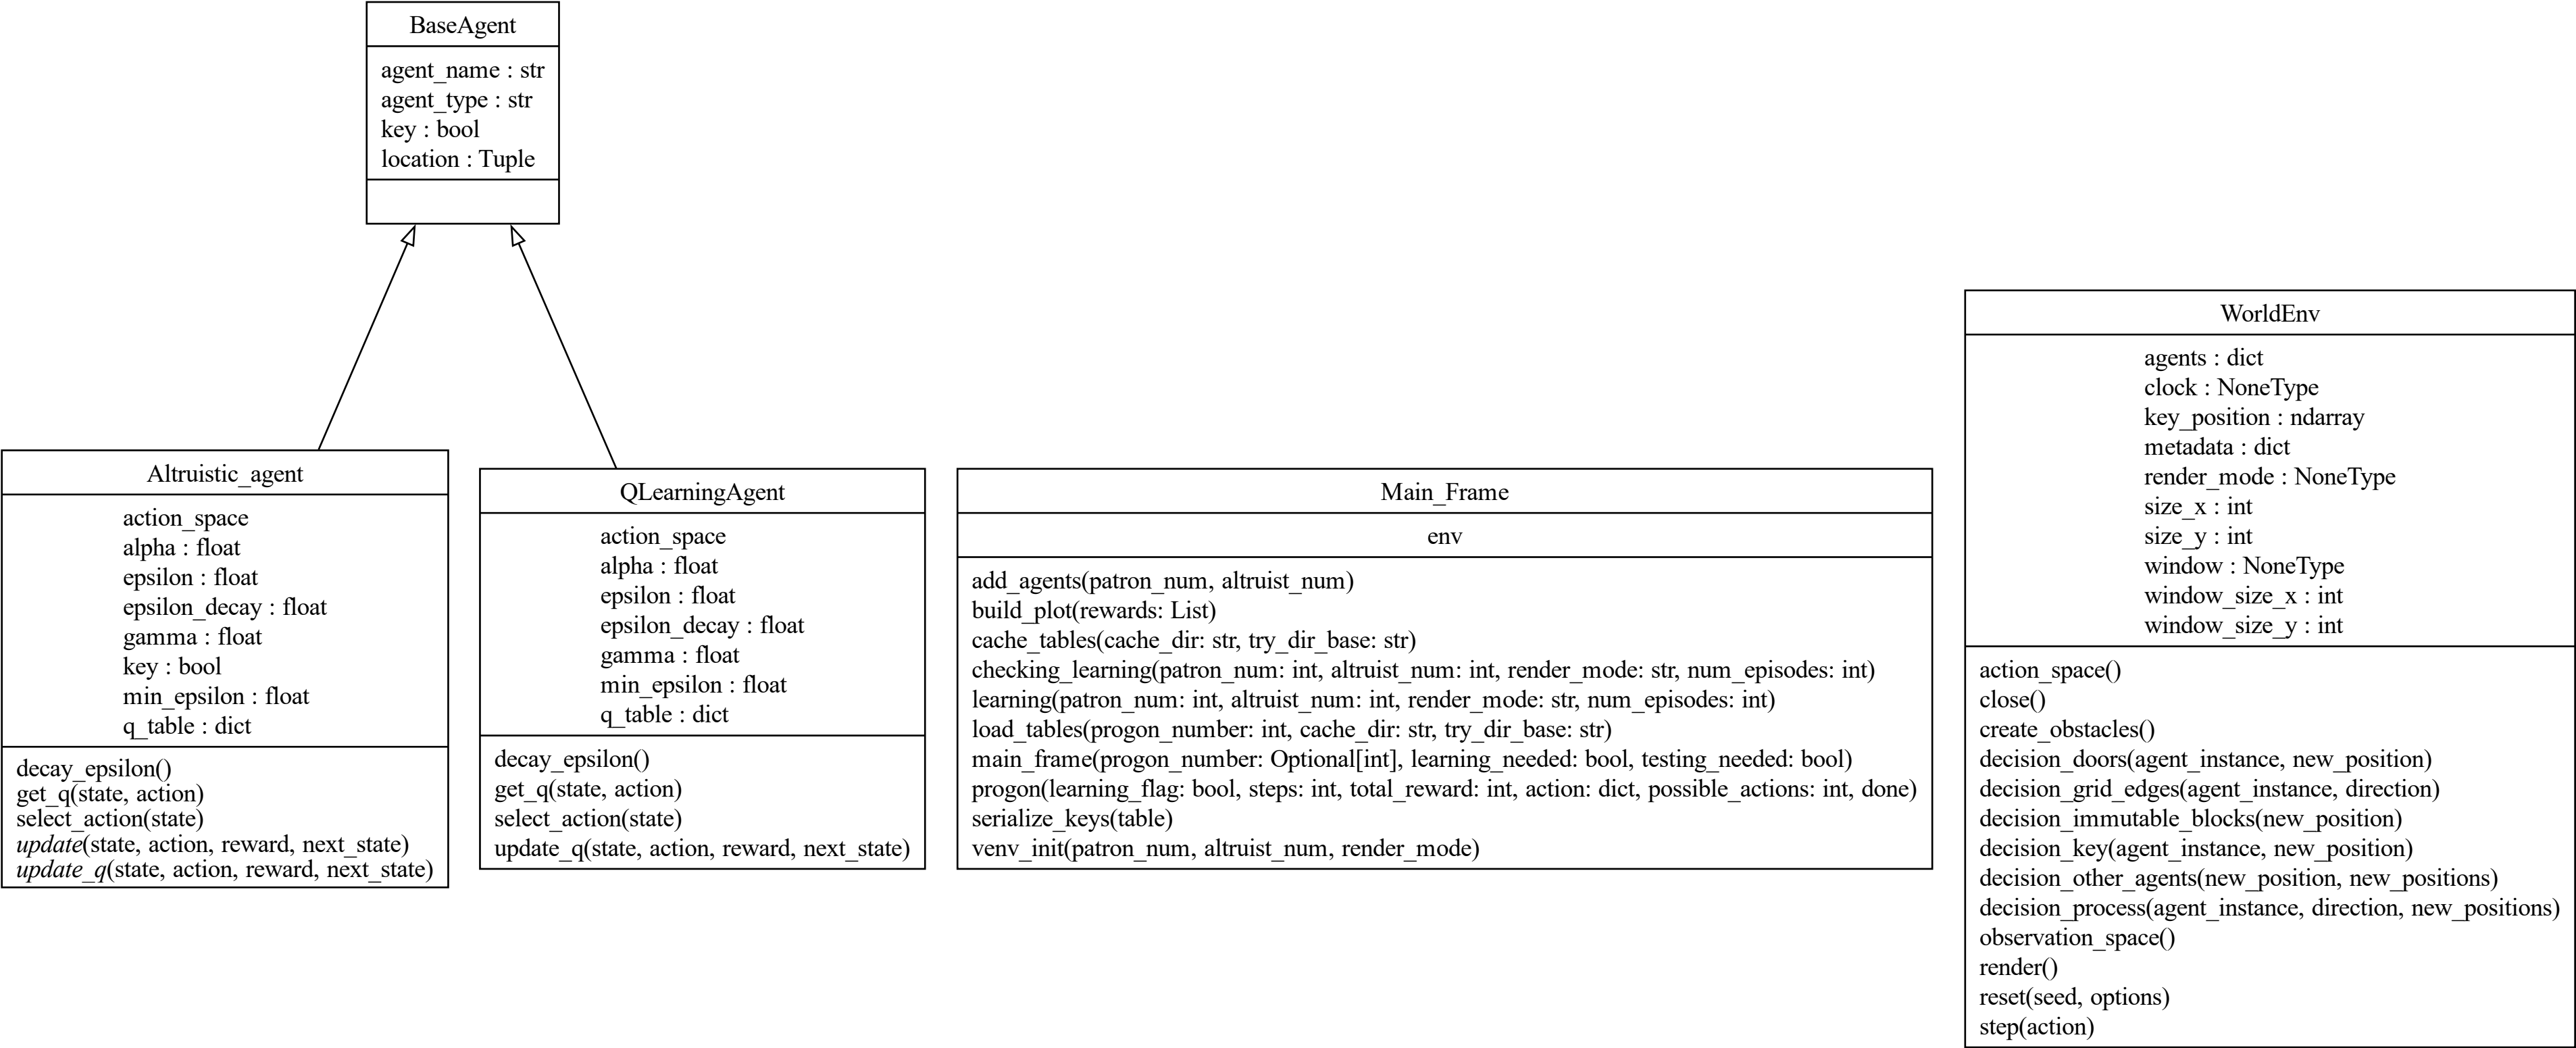 BaseAgent
agent_name : str
agent_type : str
key : bool
location : Tuple
Altruistic_agent
action_space
alpha : float
epsilon : float
epsilon_decay : float
gamma : float
key : bool
min_epsilon : float
q_table : dict
decay_epsilon()
get_q(state, action)
select_action(state)
update(state, action, reward, next_state)
update_q(state, action, reward, next_state)
QLearningAgent
action_space
alpha : float
epsilon : float
epsilon_decay : float
gamma : float
min_epsilon : float
q_table : dict
decay_epsilon()
get_q(state, action)
select_action(state)
update_q(state, action, reward, next_state)
Main_Frame
env
add_agents(patron_num, altruist_num)
build_plot(rewards: List)
cache_tables(cache_dir: str, try_dir_base: str)
checking_learning(patron_num: int, altruist_num: int, render_mode: str, num_episodes: int)
learning(patron_num: int, altruist_num: int, render_mode: str, num_episodes: int)
load_tables(progon_number: int, cache_dir: str, try_dir_base: str)
main_frame(progon_number: Optional[int], learning_needed: bool, testing_needed: bool)
progon(learning_flag: bool, steps: int, total_reward: int, action: dict, possible_actions: int, done)
serialize_keys(table)
venv_init(patron_num, altruist_num, render_mode)
WorldEnv
agents : dict
clock : NoneType
key_position : ndarray
metadata : dict
render_mode : NoneType
size_x : int
size_y : int
window : NoneType
window_size_x : int
window_size_y : int
action_space()
close()
create_obstacles()
decision_doors(agent_instance, new_position)
decision_grid_edges(agent_instance, direction)
decision_immutable_blocks(new_position)
decision_key(agent_instance, new_position)
decision_other_agents(new_position, new_positions)
decision_process(agent_instance, direction, new_positions)
observation_space()
render()
reset(seed, options)
step(action)